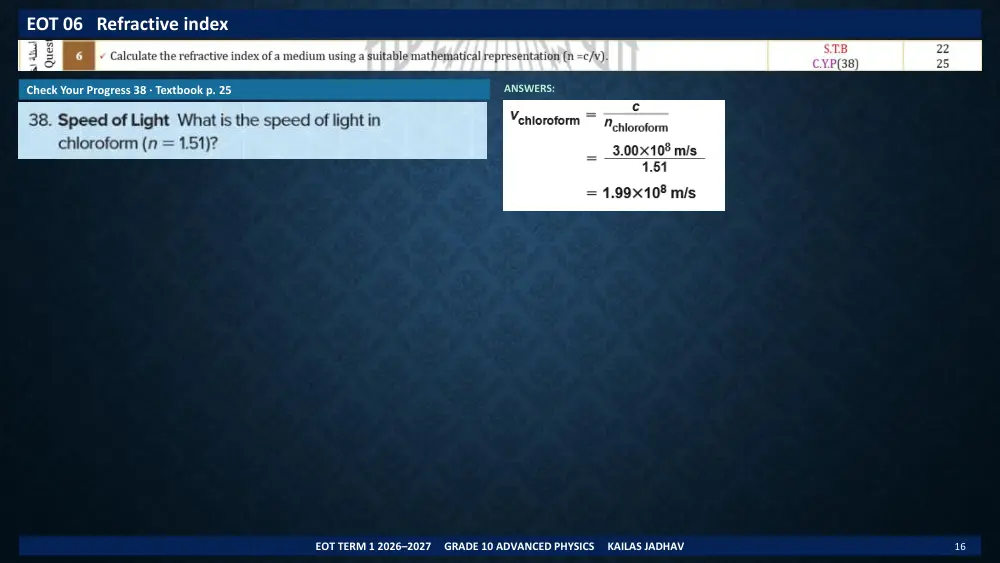 EOT 06 Refractive index
Quest
6 ✓ Calculate the refractive index of a medium using a suitable mathematical representation (n =c/v).
S.T.B 22
C.Y.P(38) 25
Check Your Progress 38 · Textbook p. 25
38. Speed of Light What is the speed of light in
chloroform (n = 1.51)?
ANSWERS:
v_chloroform = c / n_chloroform
= 3.00×10⁸ m/s / 1.51
= 1.99×10⁸ m/s
EOT TERM 1 2026–2027 GRADE 10 ADVANCED PHYSICS KAILAS JADHAV 16